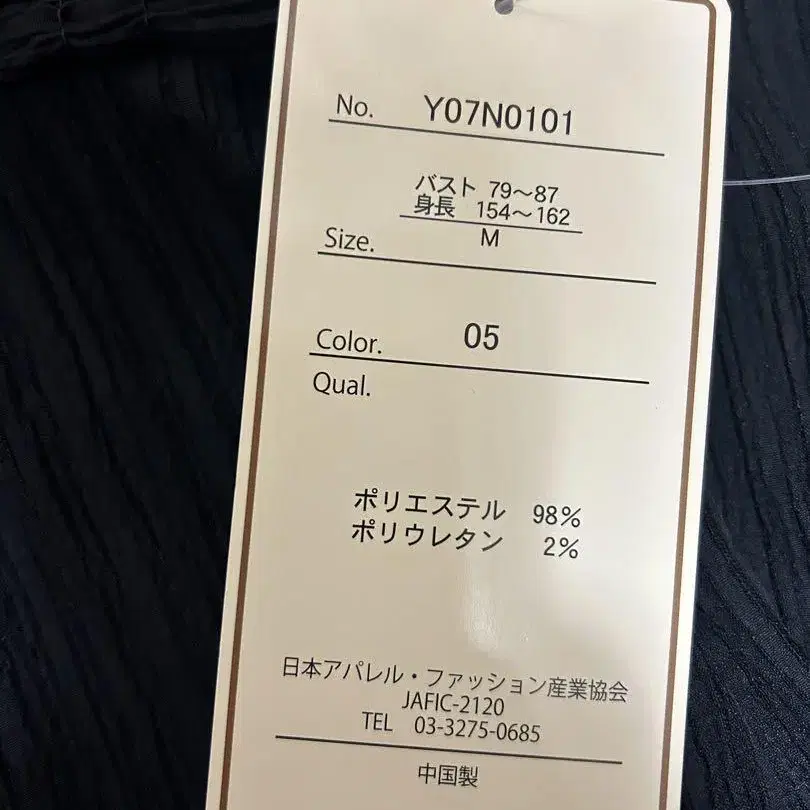 No. Y07N0101
バスト 79～87
身長 154～162
Size. M
Color. 05
Qual.
ポリエステル 98%
ポリウレタン 2%
日本アパレル・ファッション産業協会
JAFIC-2120
TEL 03-3275-0685
中国製